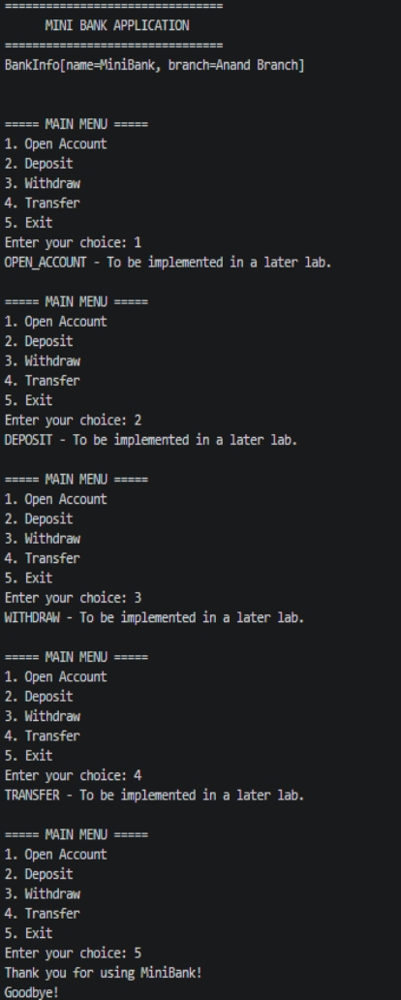 ================================
MINI BANK APPLICATION
================================
BankInfo[name=MiniBank, branch=Anand Branch]
===== MAIN MENU =====
1. Open Account
2. Deposit
3. Withdraw
4. Transfer
5. Exit
Enter your choice: 1
OPEN_ACCOUNT - To be implemented in a later lab.
===== MAIN MENU =====
1. Open Account
2. Deposit
3. Withdraw
4. Transfer
5. Exit
Enter your choice: 2
DEPOSIT - To be implemented in a later lab.
===== MAIN MENU =====
1. Open Account
2. Deposit
3. Withdraw
4. Transfer
5. Exit
Enter your choice: 3
WITHDRAW - To be implemented in a later lab.
===== MAIN MENU =====
1. Open Account
2. Deposit
3. Withdraw
4. Transfer
5. Exit
Enter your choice: 4
TRANSFER - To be implemented in a later lab.
===== MAIN MENU =====
1. Open Account
2. Deposit
3. Withdraw
4. Transfer
5. Exit
Enter your choice: 5
Thank you for using MiniBank!
Goodbye!